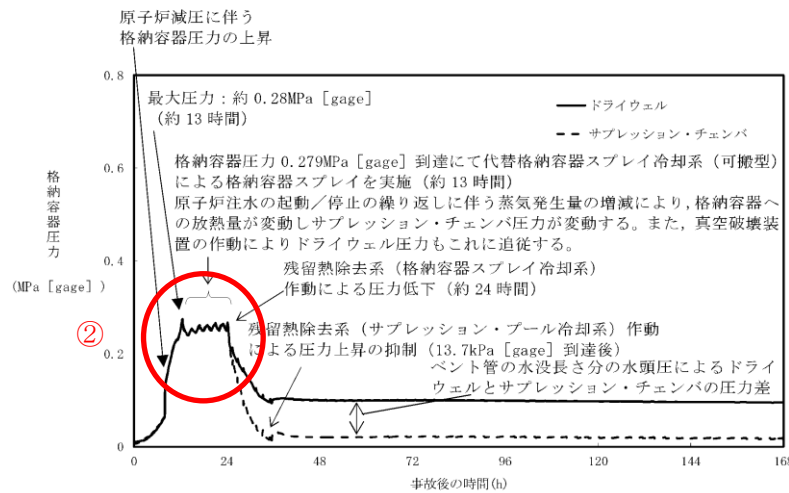 原子炉減圧に伴う
格納容器圧力の上昇
0.8
最大圧力：約 0.28MPa［gage］
（約 13 時間）
ドライウェル
サプレッション・チェンバ
格納容器圧力 0.279MPa［gage］到達にて代替格納容器スプレイ冷却系（可搬型）
による格納容器スプレイを実施（約 13 時間）
原子炉注水の起動／停止の繰り返しに伴う蒸気発生量の増減により，格納容器へ
の放熱量が変動しサプレッション・チェンバ圧力が変動する。また，真空破壊装
置の作動によりドライウェル圧力もこれに追従する。
0.6
格納容器圧力
(MPa［gage］)
0.4
残留熱除去系（格納容器スプレイ冷却系）
作動による圧力低下（約 24 時間）
②
0.2
残留熱除去系（サプレッション・プール冷却系）作動
による圧力上昇の抑制（13.7kPa［gage］到達後）
ベント管の水没長さ分の水頭圧によるドライ
ウェルとサプレッション・チェンバの圧力差
0
0
24
48
72
96
120
144
168
事故後の時間(h)